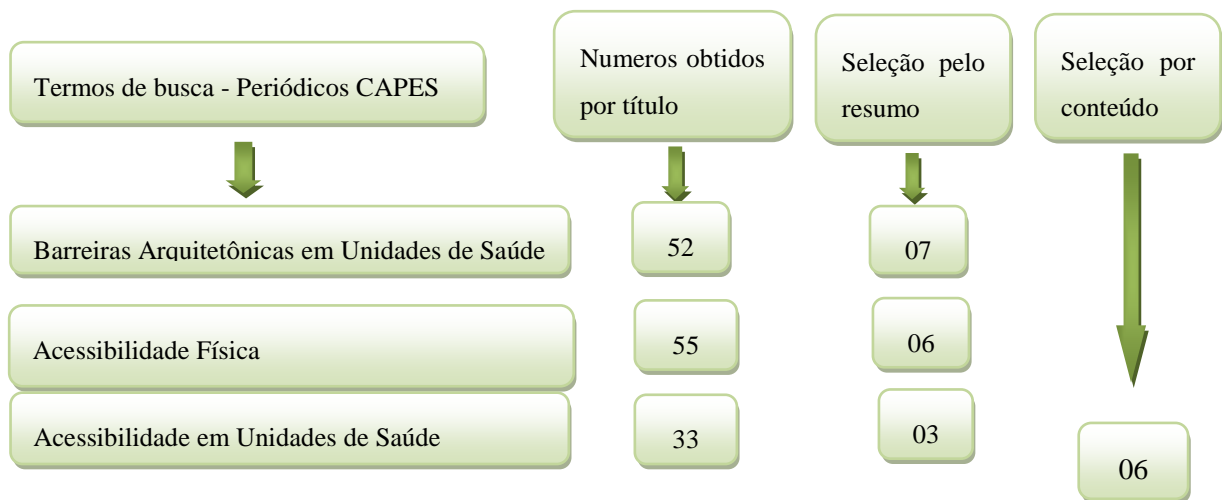 Termos de busca - Periódicos CAPES
Numeros obtidos
por título
Seleção pelo
resumo
Seleção por
conteúdo
Barreiras Arquitetônicas em Unidades de Saúde
52
07
Acessibilidade Física
55
06
Acessibilidade em Unidades de Saúde
33
03
06